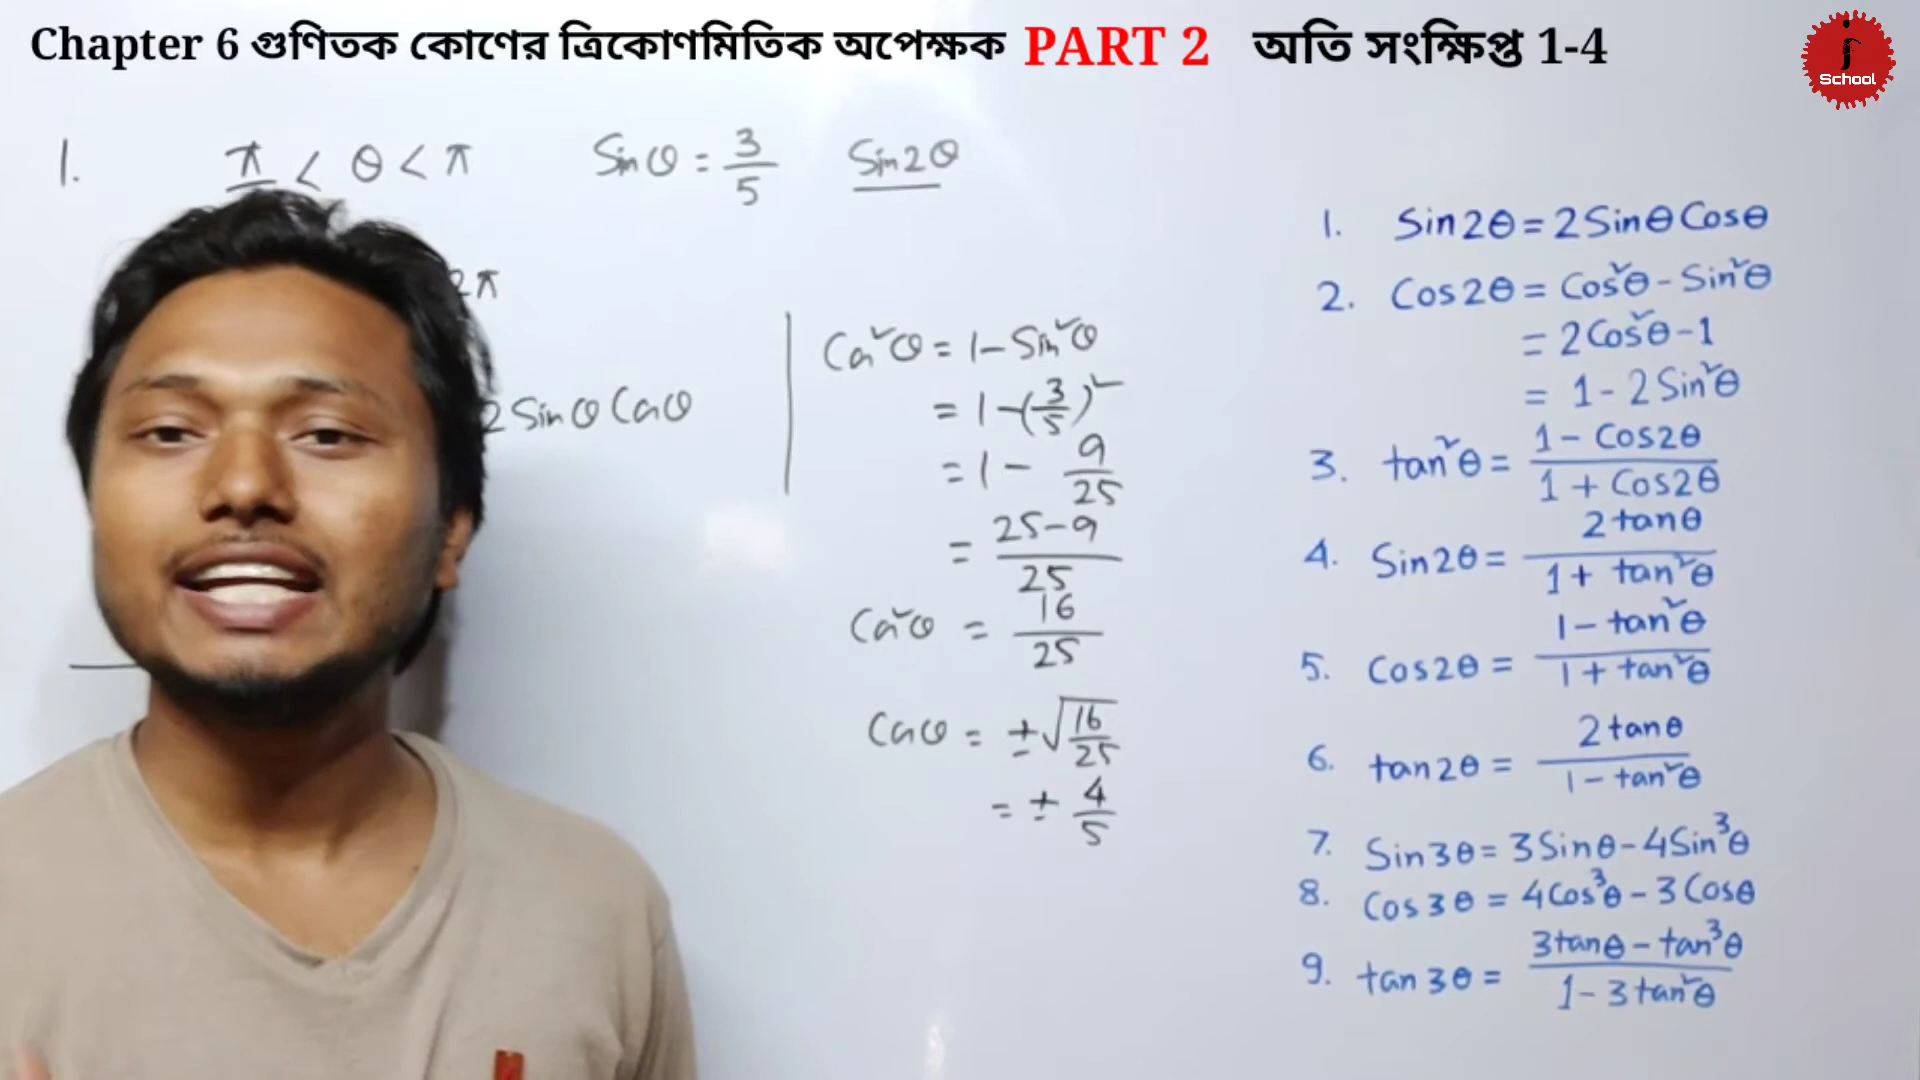 Chapter 6 গুণিতক কোণের ত্রিকোণমিতিক অপেক্ষক PART 2 অতি সংক্ষিপ্ত 1-4
School
1. π < θ < π Sinθ = 3/5 Sin2θ
2π
2 Sinθ Cosθ
Cos²θ = 1 - Sin²θ
= 1 - (3/5)²
= 1 - 9/25
= 25-9/25
Cos²θ = 16/25
Cosθ = ±√16/25
= ± 4/5
1. Sin2θ = 2Sinθ Cosθ
2. Cos2θ = Cos²θ - Sin²θ
= 2Cos²θ - 1
= 1 - 2Sin²θ
3. tan²θ = 1 - Cos2θ / 1 + Cos2θ
4. Sin2θ = 2tanθ / 1 + tan²θ
5. Cos2θ = 1 - tan²θ / 1 + tan²θ
6. tan2θ = 2tanθ / 1 - tan²θ
7. Sin3θ = 3Sinθ - 4Sin³θ
8. Cos3θ = 4Cos³θ - 3Cosθ
9. tan3θ = 3tanθ - tan³θ / 1 - 3tan²θ